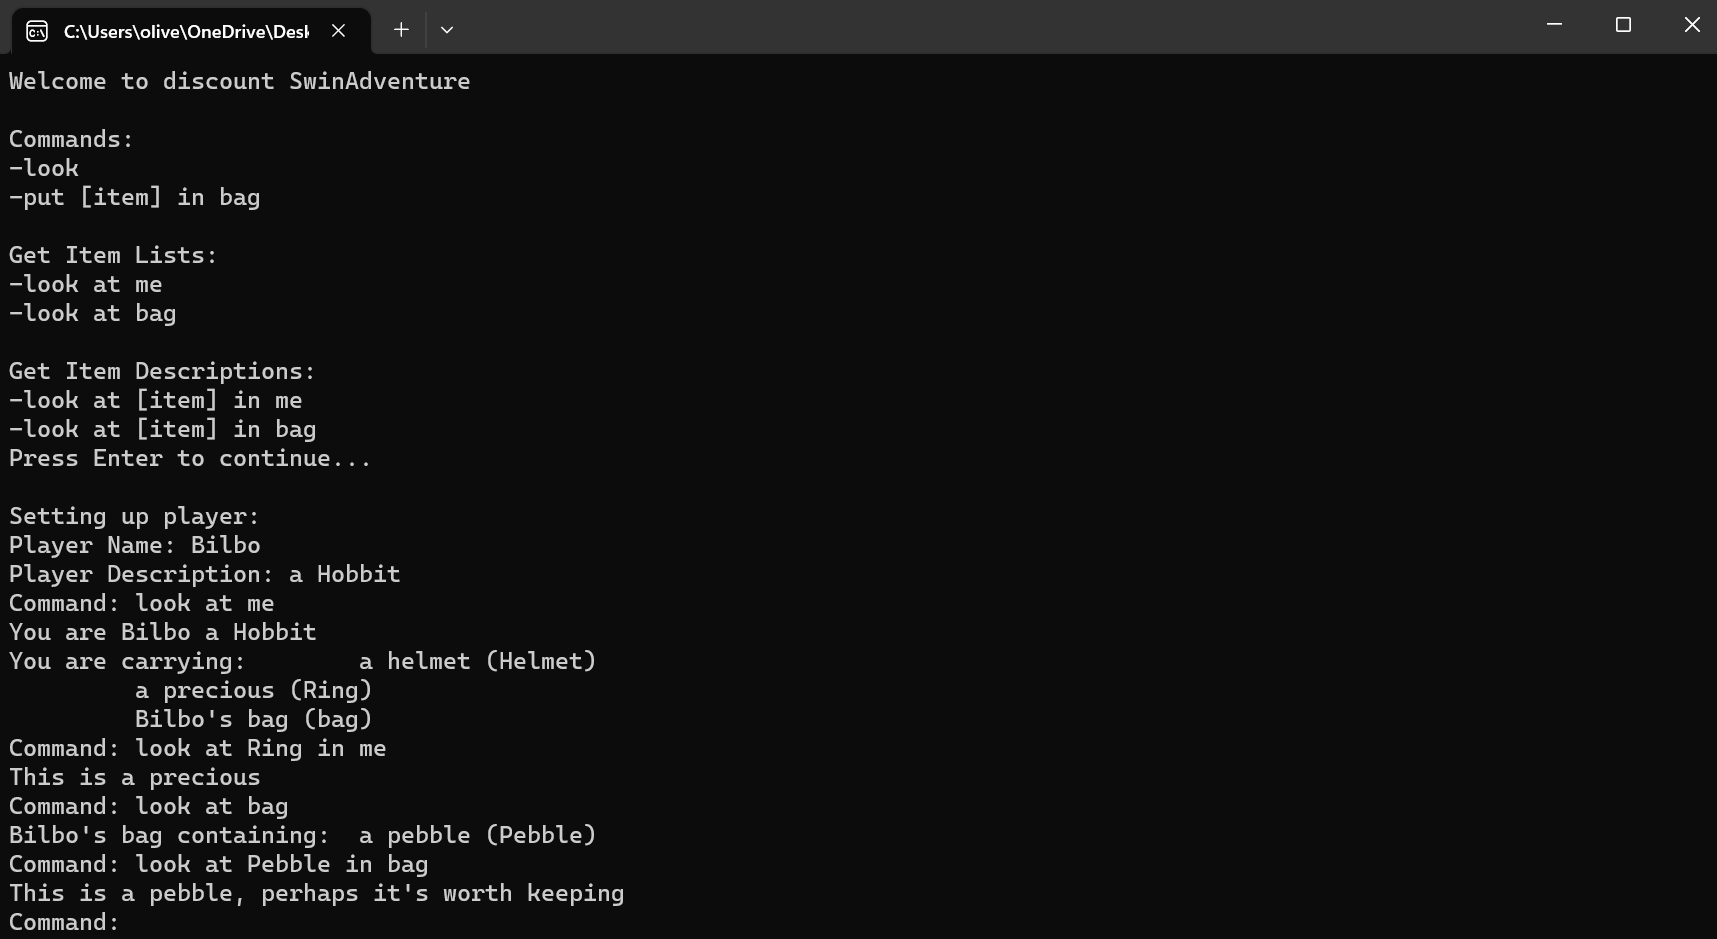 C:\Users\olive\OneDrive\Desk
Welcome to discount SwinAdventure
Commands:
-look
-put [item] in bag
Get Item Lists:
-look at me
-look at bag
Get Item Descriptions:
-look at [item] in me
-look at [item] in bag
Press Enter to continue...
Setting up player:
Player Name: Bilbo
Player Description: a Hobbit
Command: look at me
You are Bilbo a Hobbit
You are carrying:        a helmet (Helmet)
         a precious (Ring)
         Bilbo's bag (bag)
Command: look at Ring in me
This is a precious
Command: look at bag
Bilbo's bag containing:  a pebble (Pebble)
Command: look at Pebble in bag
This is a pebble, perhaps it's worth keeping
Command: